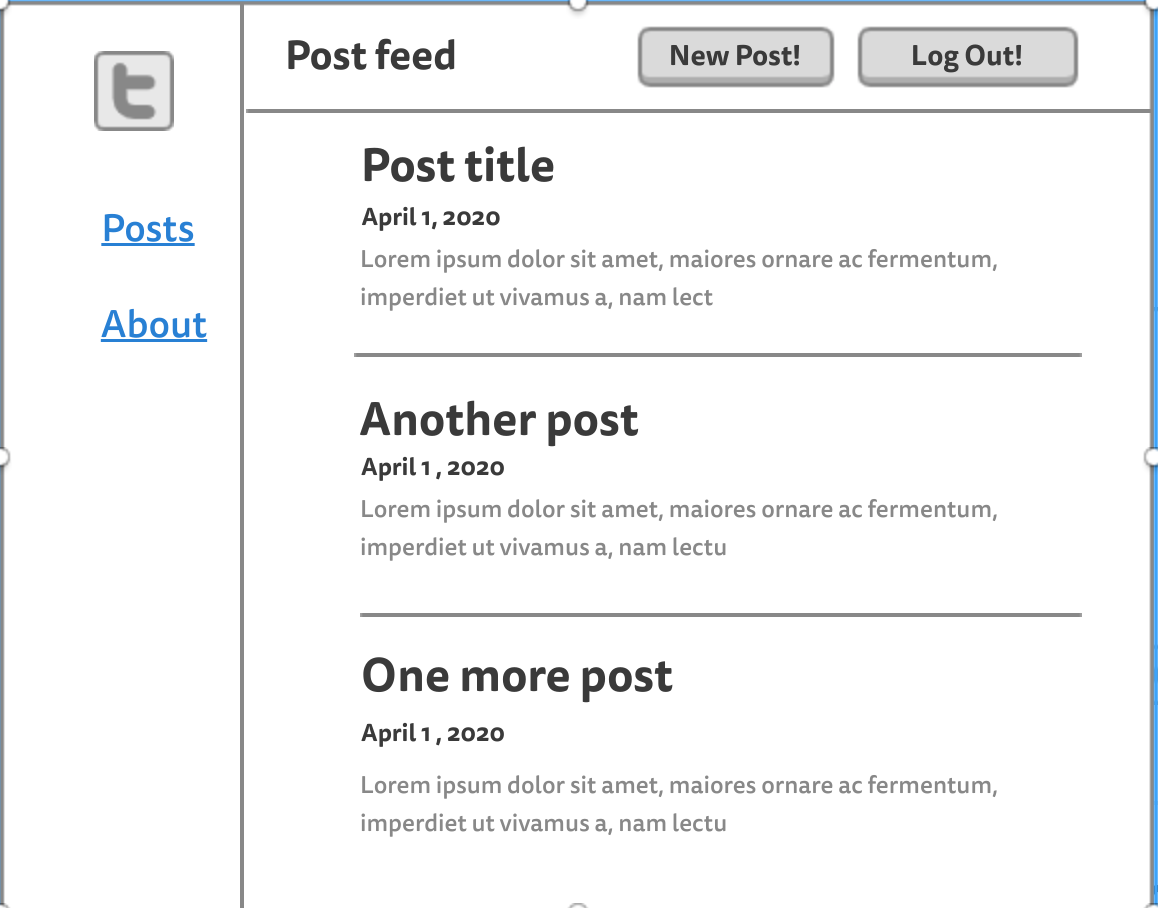 t
Posts
About
Post feed
New Post!
Log Out!
Post title
April 1, 2020
Lorem ipsum dolor sit amet, maiores ornare ac fermentum,
imperdiet ut vivamus a, nam lect
Another post
April 1 , 2020
Lorem ipsum dolor sit amet, maiores ornare ac fermentum,
imperdiet ut vivamus a, nam lectu
One more post
April 1 , 2020
Lorem ipsum dolor sit amet, maiores ornare ac fermentum,
imperdiet ut vivamus a, nam lectu